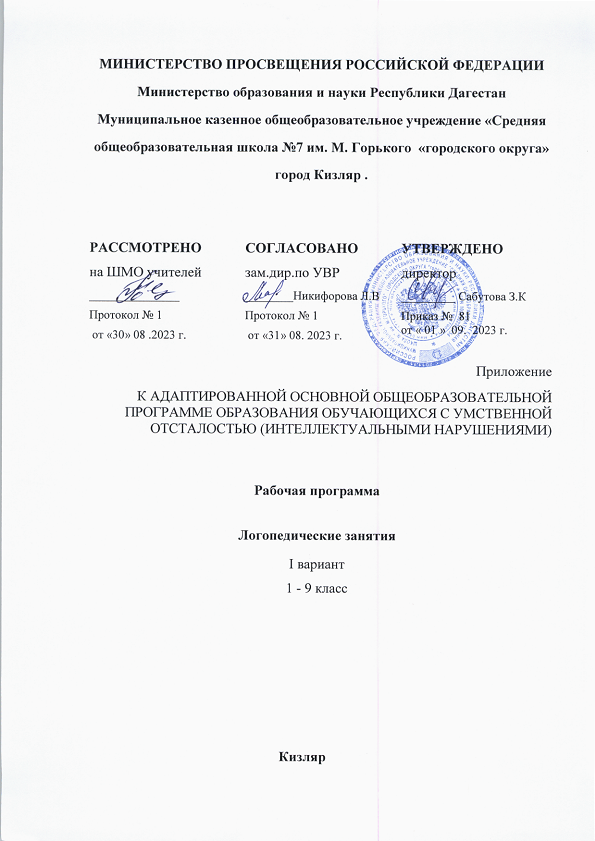 МИНИСТЕРСТВО ПРОСВЕЩЕНИЯ РОССИЙСКОЙ ФЕДЕРАЦИИ
Министерство образования и науки Республики Дагестан
Муниципальное казенное общеобразовательное учреждение «Средняя
общеобразовательная школа №7 им. М. Горького «городского округа»
город Кизляр .
РАССМОТРЕНО СОГЛАСОВАНО УТВЕРЖДЕНО
на ШМО учителей зам.дир.по УВР директор
Никифорова Л.В Сабутова З.К
Протокол № 1 Протокол № 1 Приказ № 81
от «30» 08 .2023 г. от «31» 08. 2023 г. от « 01 » .09. .2023 г.
Приложение
К АДАПТИРОВАННОЙ ОСНОВНОЙ ОБЩЕОБРАЗОВАТЕЛЬНОЙ
ПРОГРАММЕ ОБРАЗОВАНИЯ ОБУЧАЮЩИХСЯ С УМСТВЕННОЙ
ОТСТАЛОСТЬЮ (ИНТЕЛЛЕКТУАЛЬНЫМИ НАРУШЕНИЯМИ)
Рабочая программа
Логопедические занятия
I вариант
1 - 9 класс
Кизляр